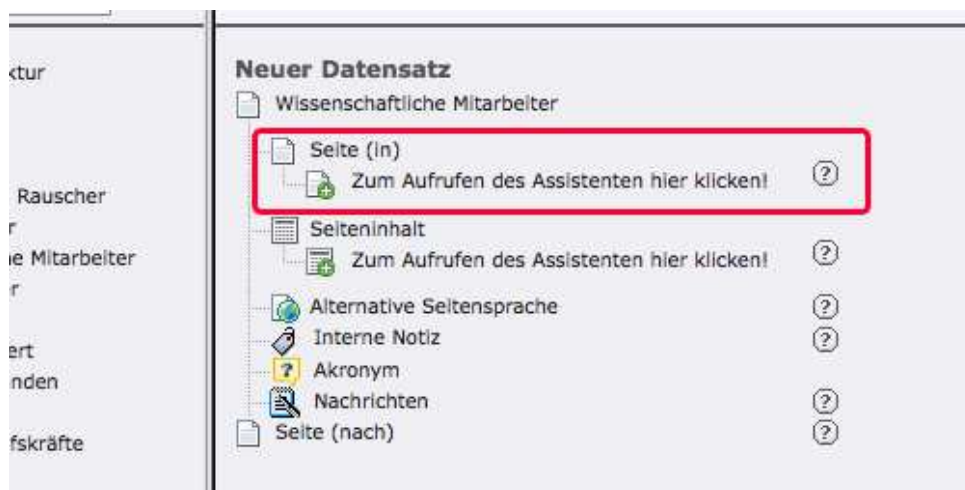 Neuer Datensatz
Wissenschaftliche Mitarbeiter
Seite (in)
Zum Aufrufen des Assistenten hier klicken!
Seiteninhalt
Zum Aufrufen des Assistenten hier klicken!
Alternative Seitensprache
Interne Notiz
Akronym
Nachrichten
Seite (nach)
ktur
Rauscher
r
e Mitarbeiter
r
ert
nden
fskräfte